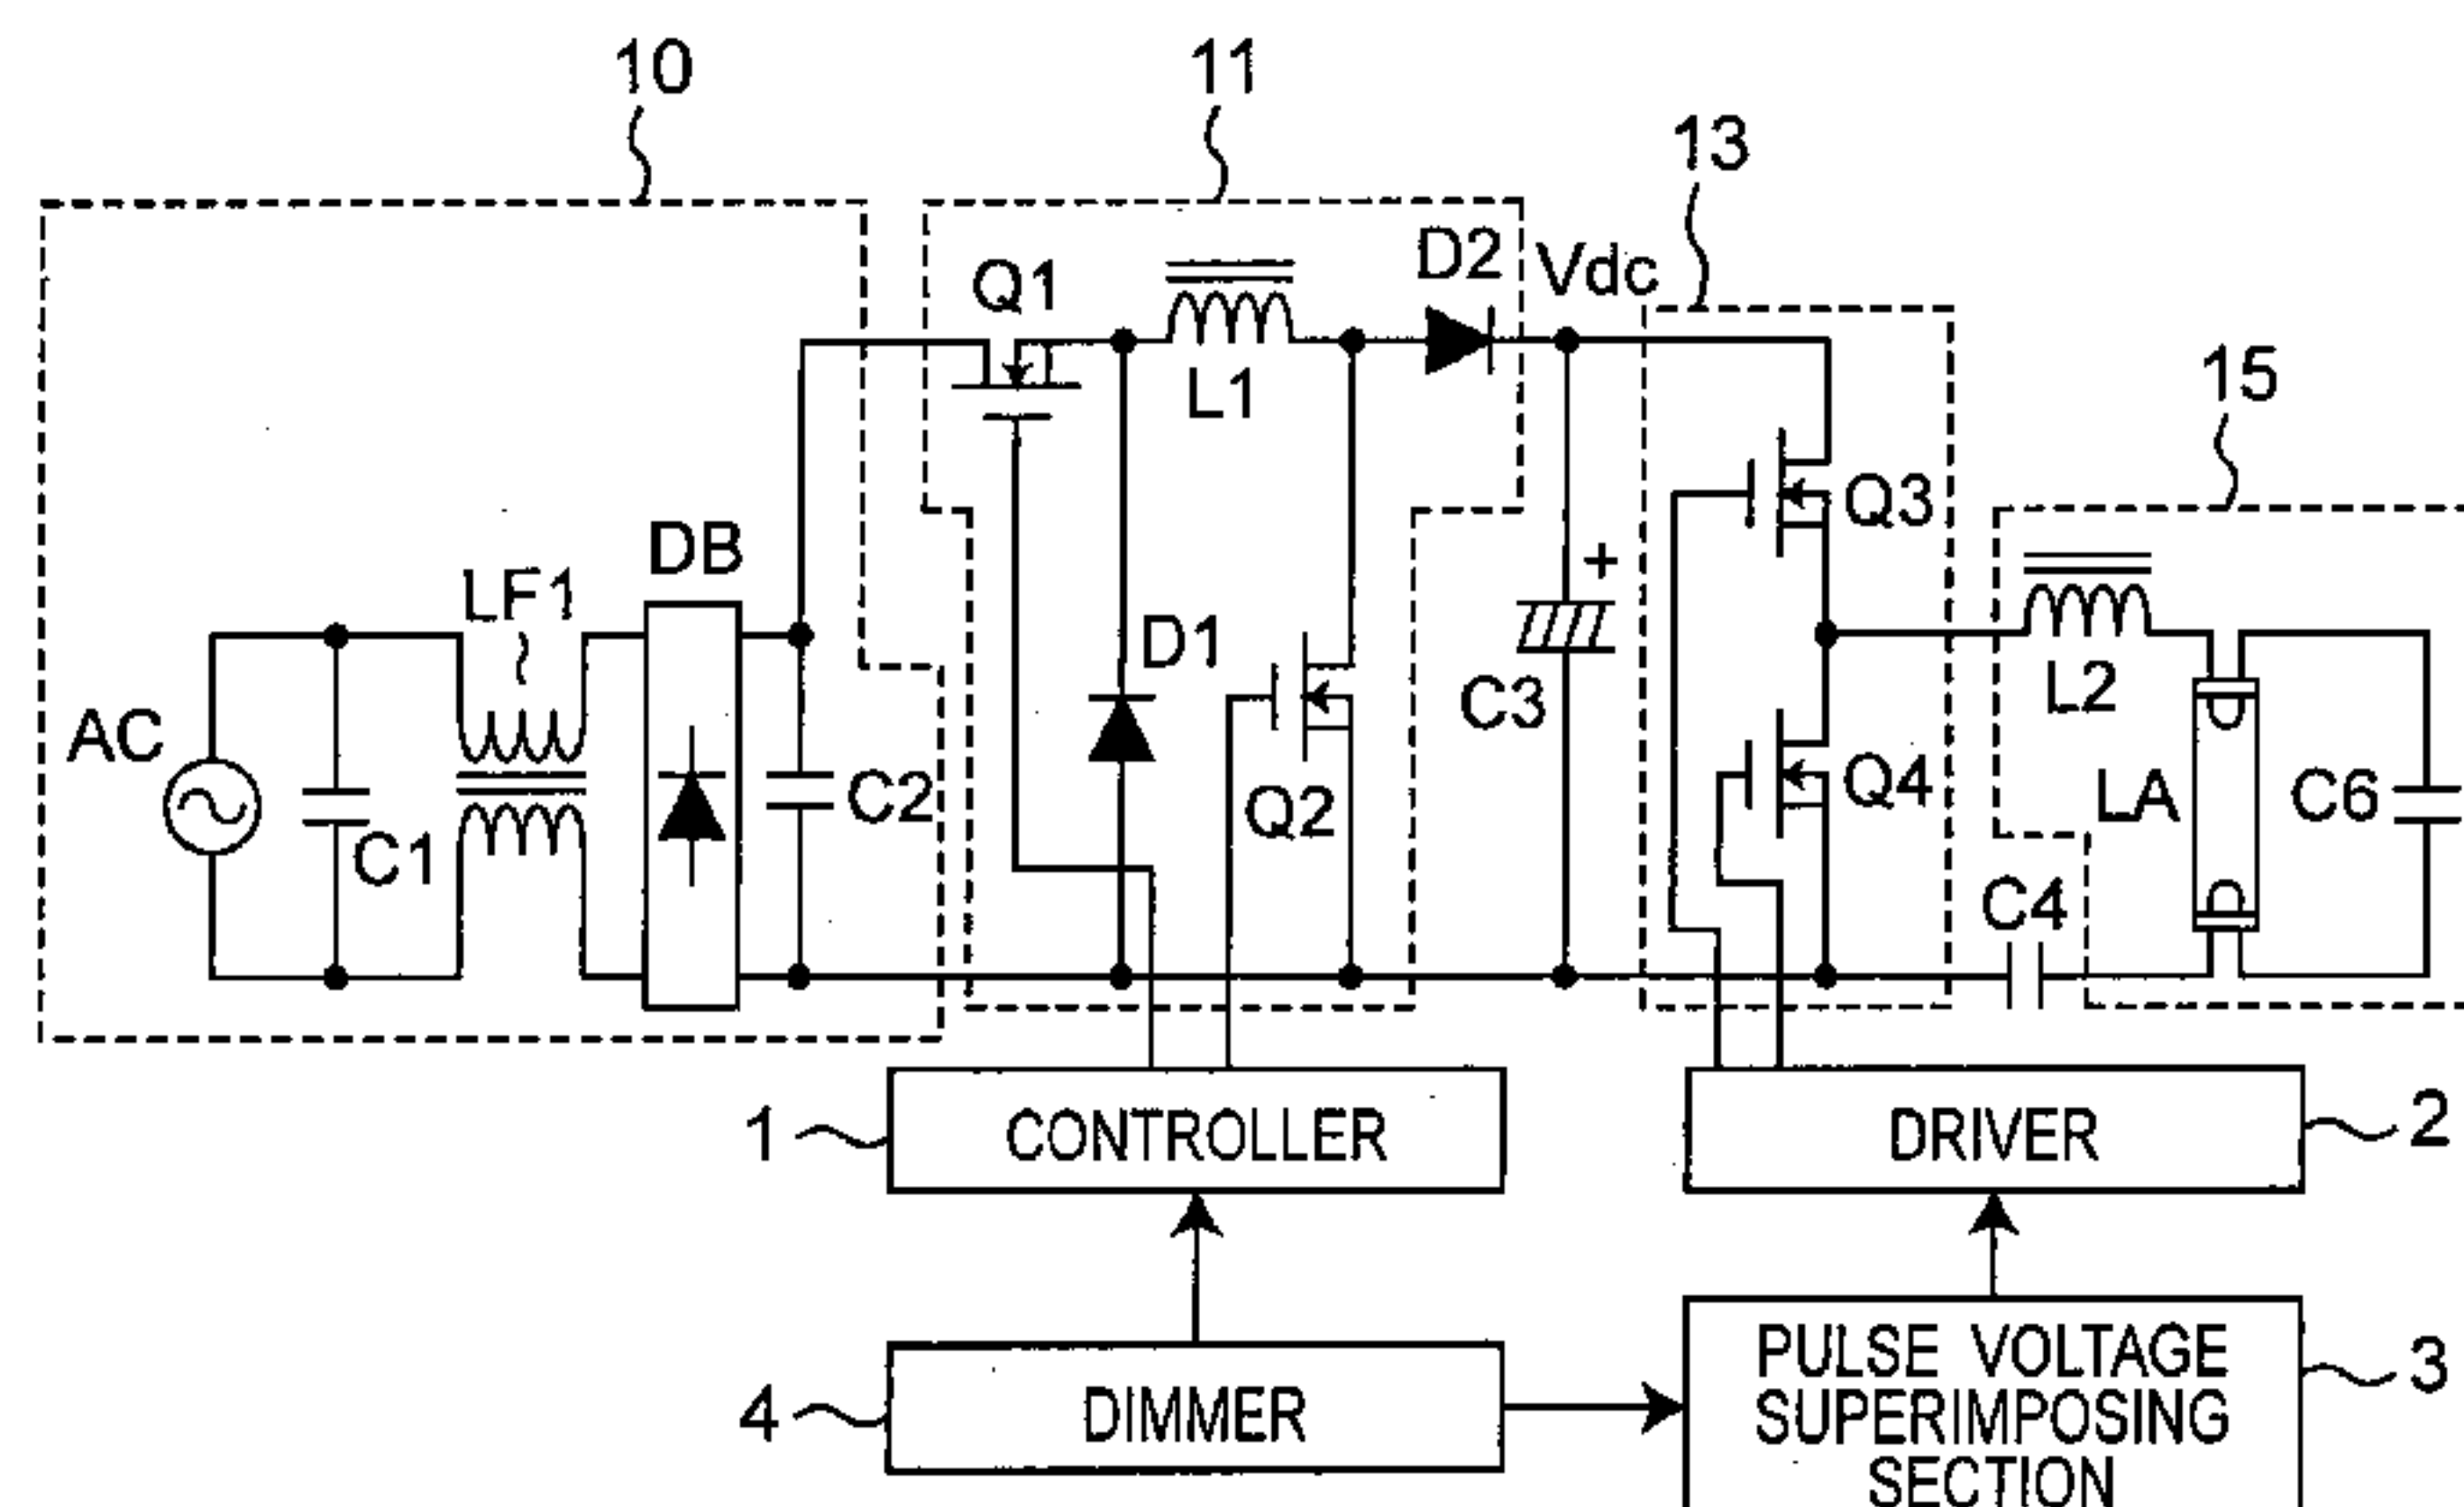 10
11
13
15
Q1
L1
D2
Vdc
Q3
DB
LF1
AC
C1
C2
D1
Q2
+
C3
L2
Q4
LA
C6
C4
1
CONTROLLER
DRIVER
2
4
DIMMER
PULSE VOLTAGE
SUPERIMPOSING
SECTION
3